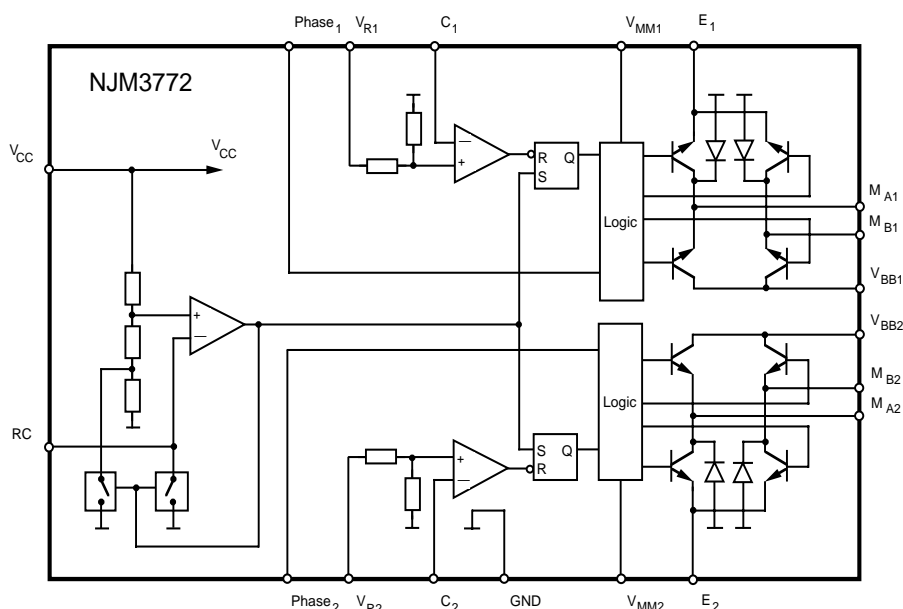 Phase1 VR1 C1 VMM1 E1
NJM3772
VCC
VCC
R
S
Q
Logic
MA1
MB1
VBB1
VBB2
Logic
MB2
MA2
RC
S
R
Q
Phase2 VR2 C2 GND VMM2 E2
+
—
—
+
+
—